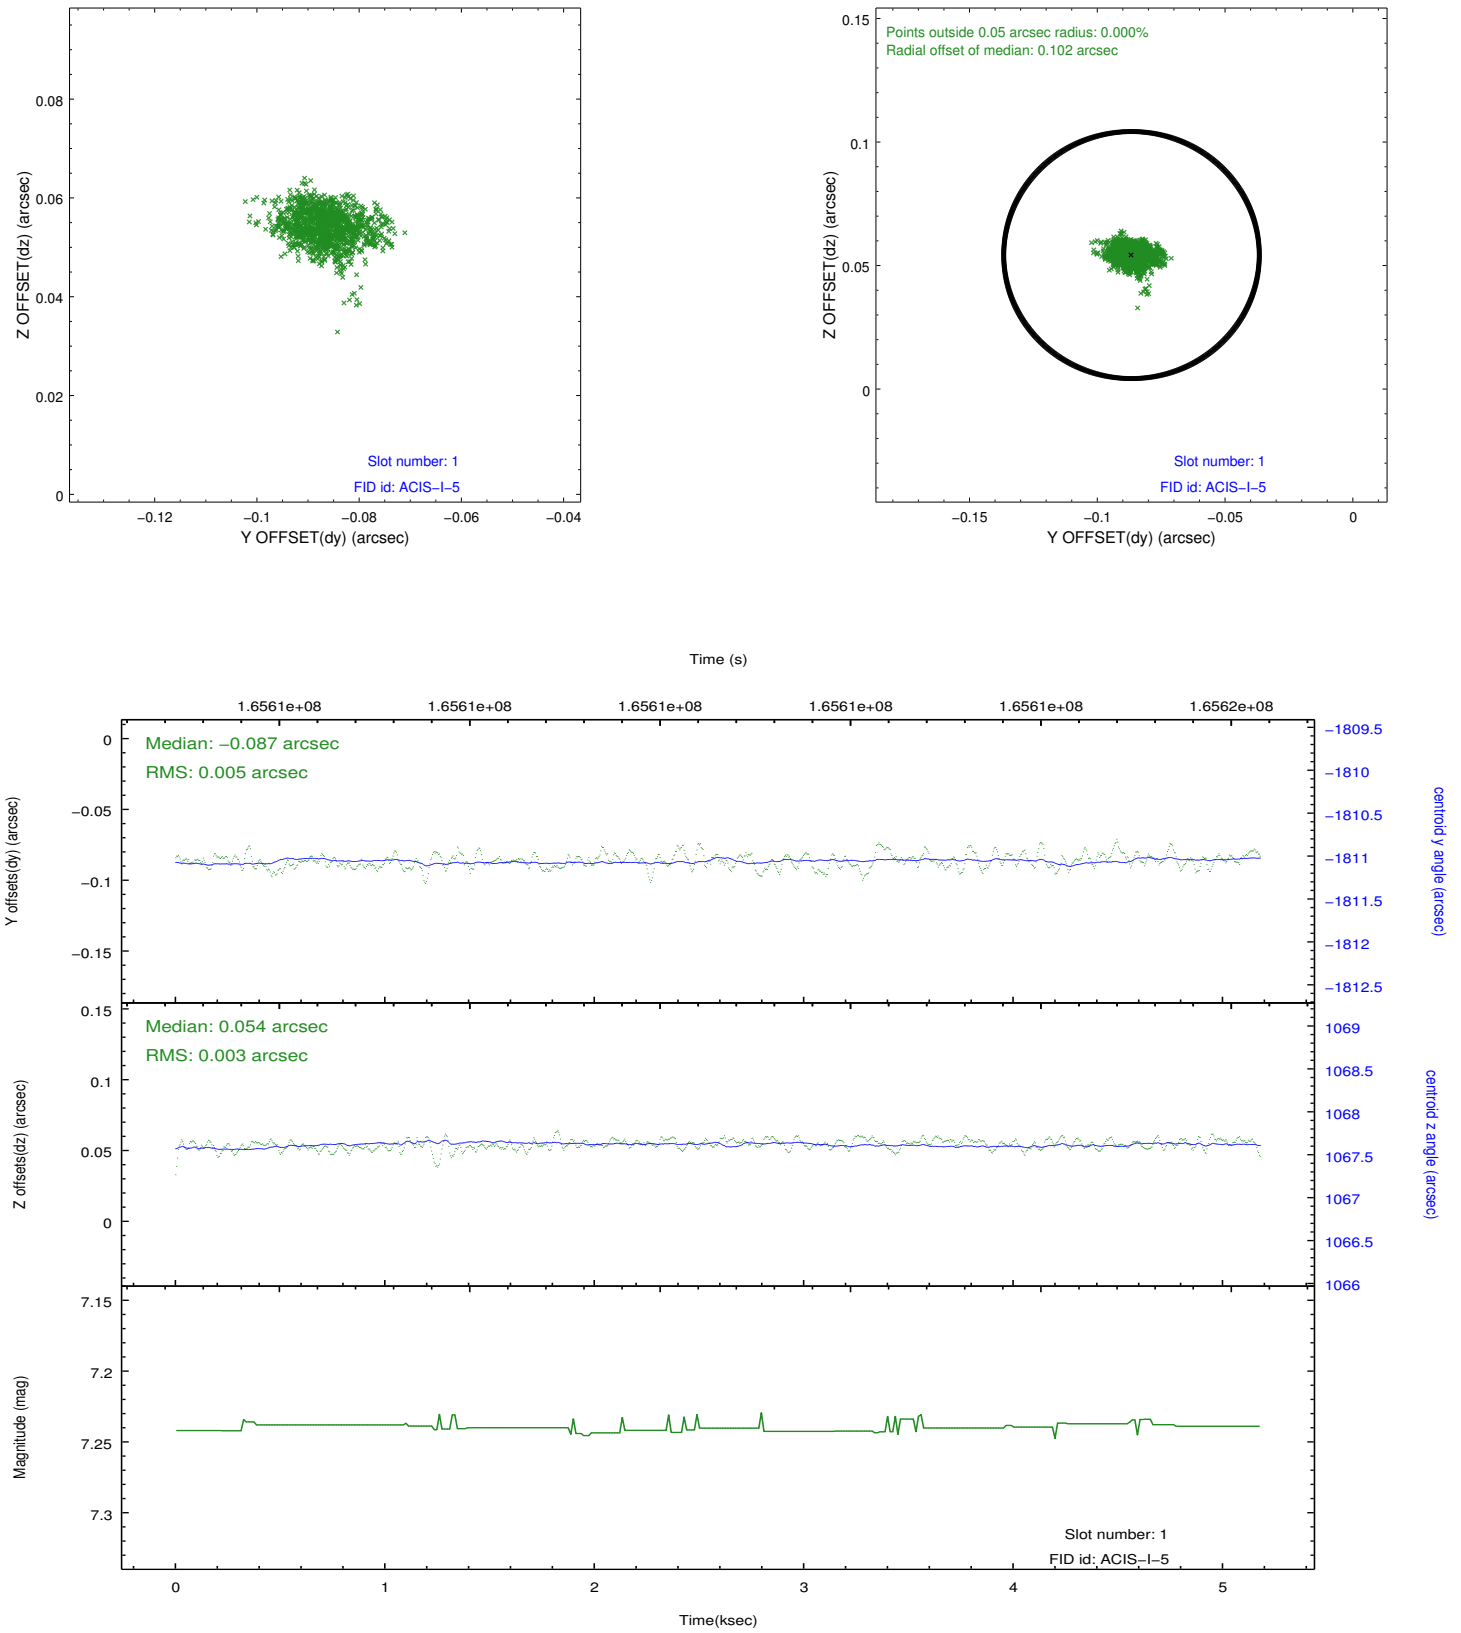 0.08
0.06
0.04
0.02
0
Z OFFSET(dz) (arcsec)
Slot number: 1
FID id: ACIS−I−5
−0.12
−0.1
−0.08
−0.06
−0.04
Y OFFSET(dy) (arcsec)
Points outside 0.05 arcsec radius: 0.000%
Radial offset of median: 0.102 arcsec
0.15
0.1
0.05
0
Z OFFSET(dz) (arcsec)
Slot number: 1
FID id: ACIS−I−5
−0.15
−0.1
−0.05
0
Y OFFSET(dy) (arcsec)
Time (s)
1.6561e+08
1.6561e+08
1.6561e+08
1.6561e+08
1.6561e+08
1.6562e+08
Median: −0.087 arcsec
RMS: 0.005 arcsec
0
−0.05
−0.1
−0.15
Y offsets(dy) (arcsec)
−1809.5
−1810
−1810.5
−1811
−1811.5
−1812
−1812.5
centroid y angle (arcsec)
Median: 0.054 arcsec
RMS: 0.003 arcsec
0.15
0.1
0.05
0
Z offsets(dz) (arcsec)
1069
1068.5
1068
1067.5
1067
1066.5
1066
centroid z angle (arcsec)
7.15
7.2
7.25
7.3
Magnitude (mag)
Slot number: 1
FID id: ACIS−I−5
0
1
2
3
4
5
Time(ksec)